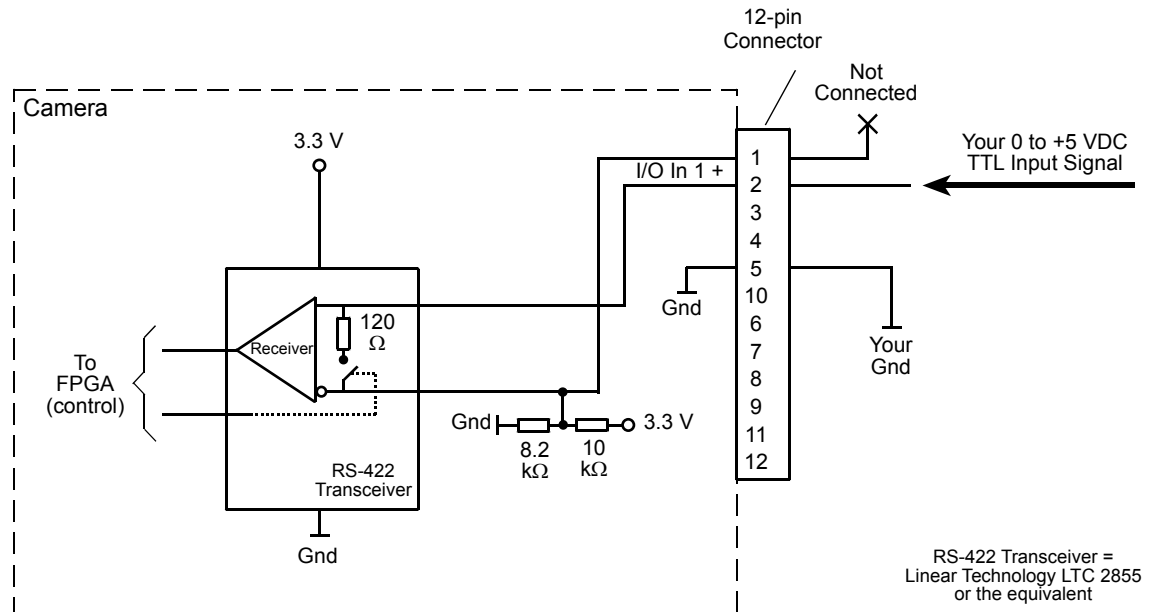 12-pin
Connector
Not
Connected
Camera
3.3 V
I/O In 1 +
Your 0 to +5 VDC
TTL Input Signal
1
2
3
4
5
10
6
7
8
9
11
12
Gnd
Your
Gnd
120
Ω
Receiver
To
FPGA
(control)
Gnd
3.3 V
8.2
kΩ
10
kΩ
RS-422
Transceiver
Gnd
RS-422 Transceiver =
Linear Technology LTC 2855
or the equivalent